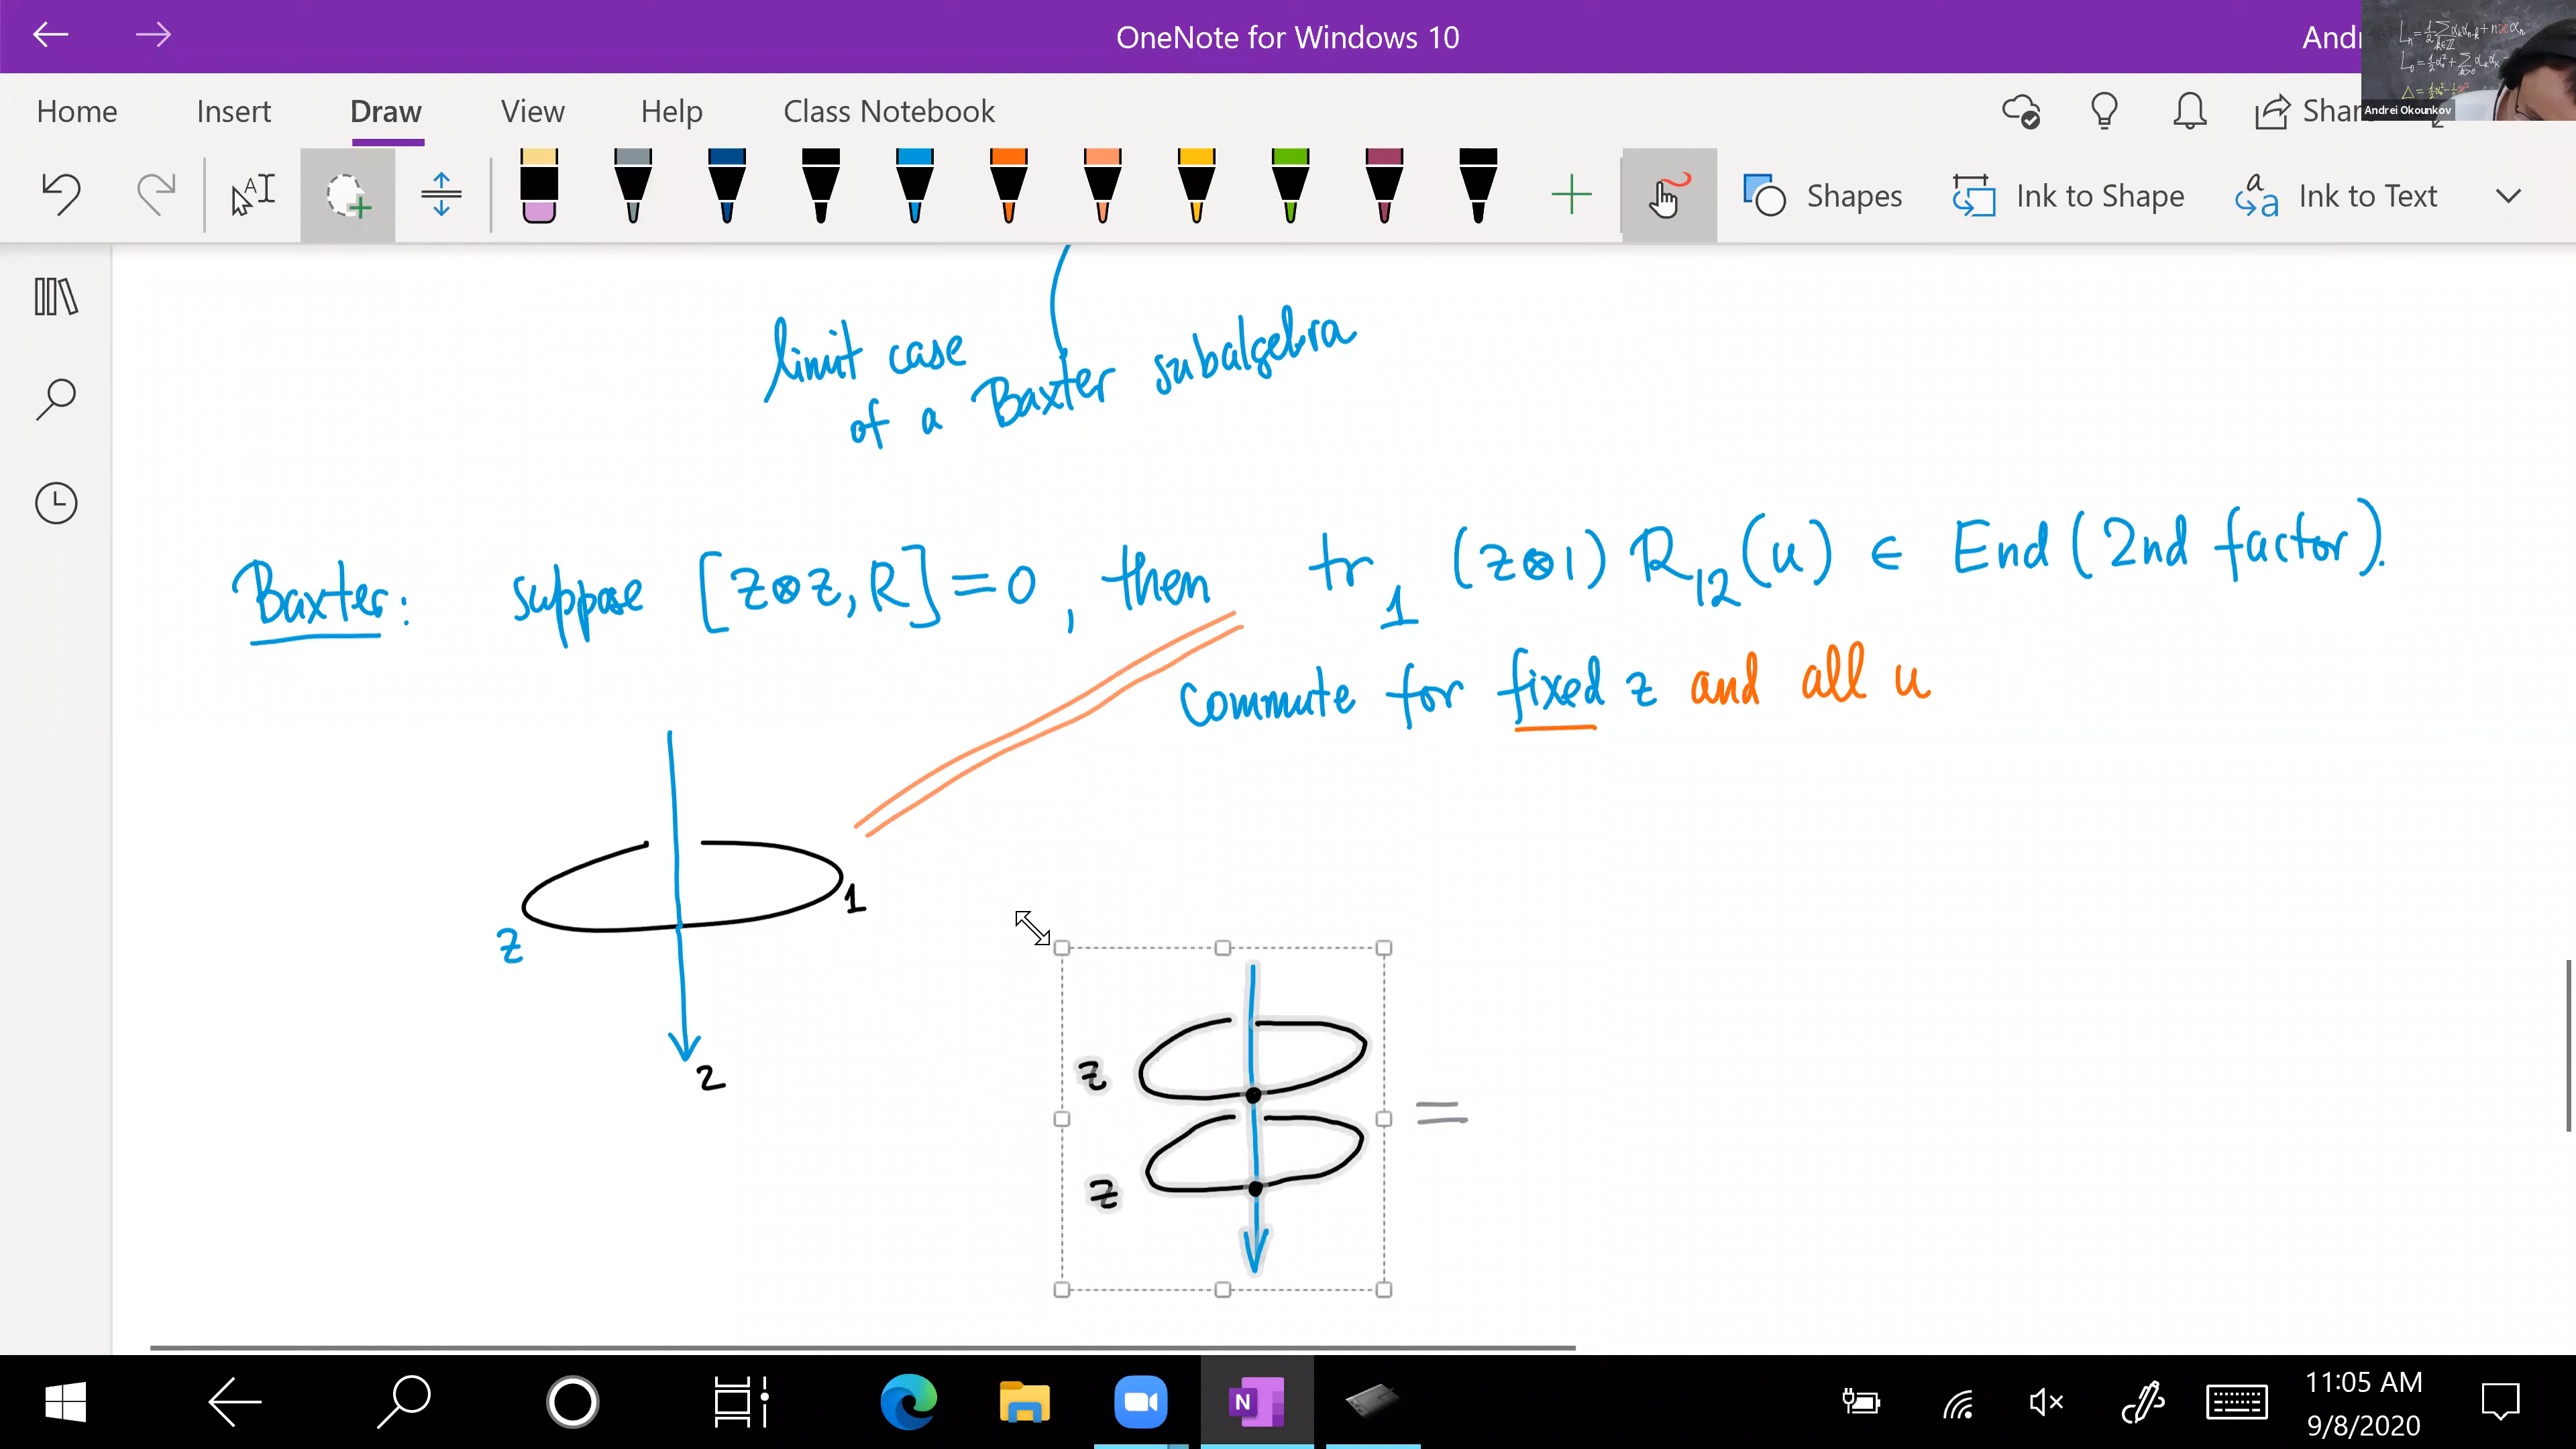 OneNote for Windows 10
Andrei Okounkov
Home Insert Draw View Help Class Notebook
Shapes Ink to Shape Ink to Text
limit case
of a Baxter subalgebra
Baxter: suppose [z⊗z, R] = 0, then tr₁ (z⊗1) R₁₂(u) ∈ End(2nd factor).
commute for fixed z and all u
1
z
2
z
=
z
11:05 AM
9/8/2020